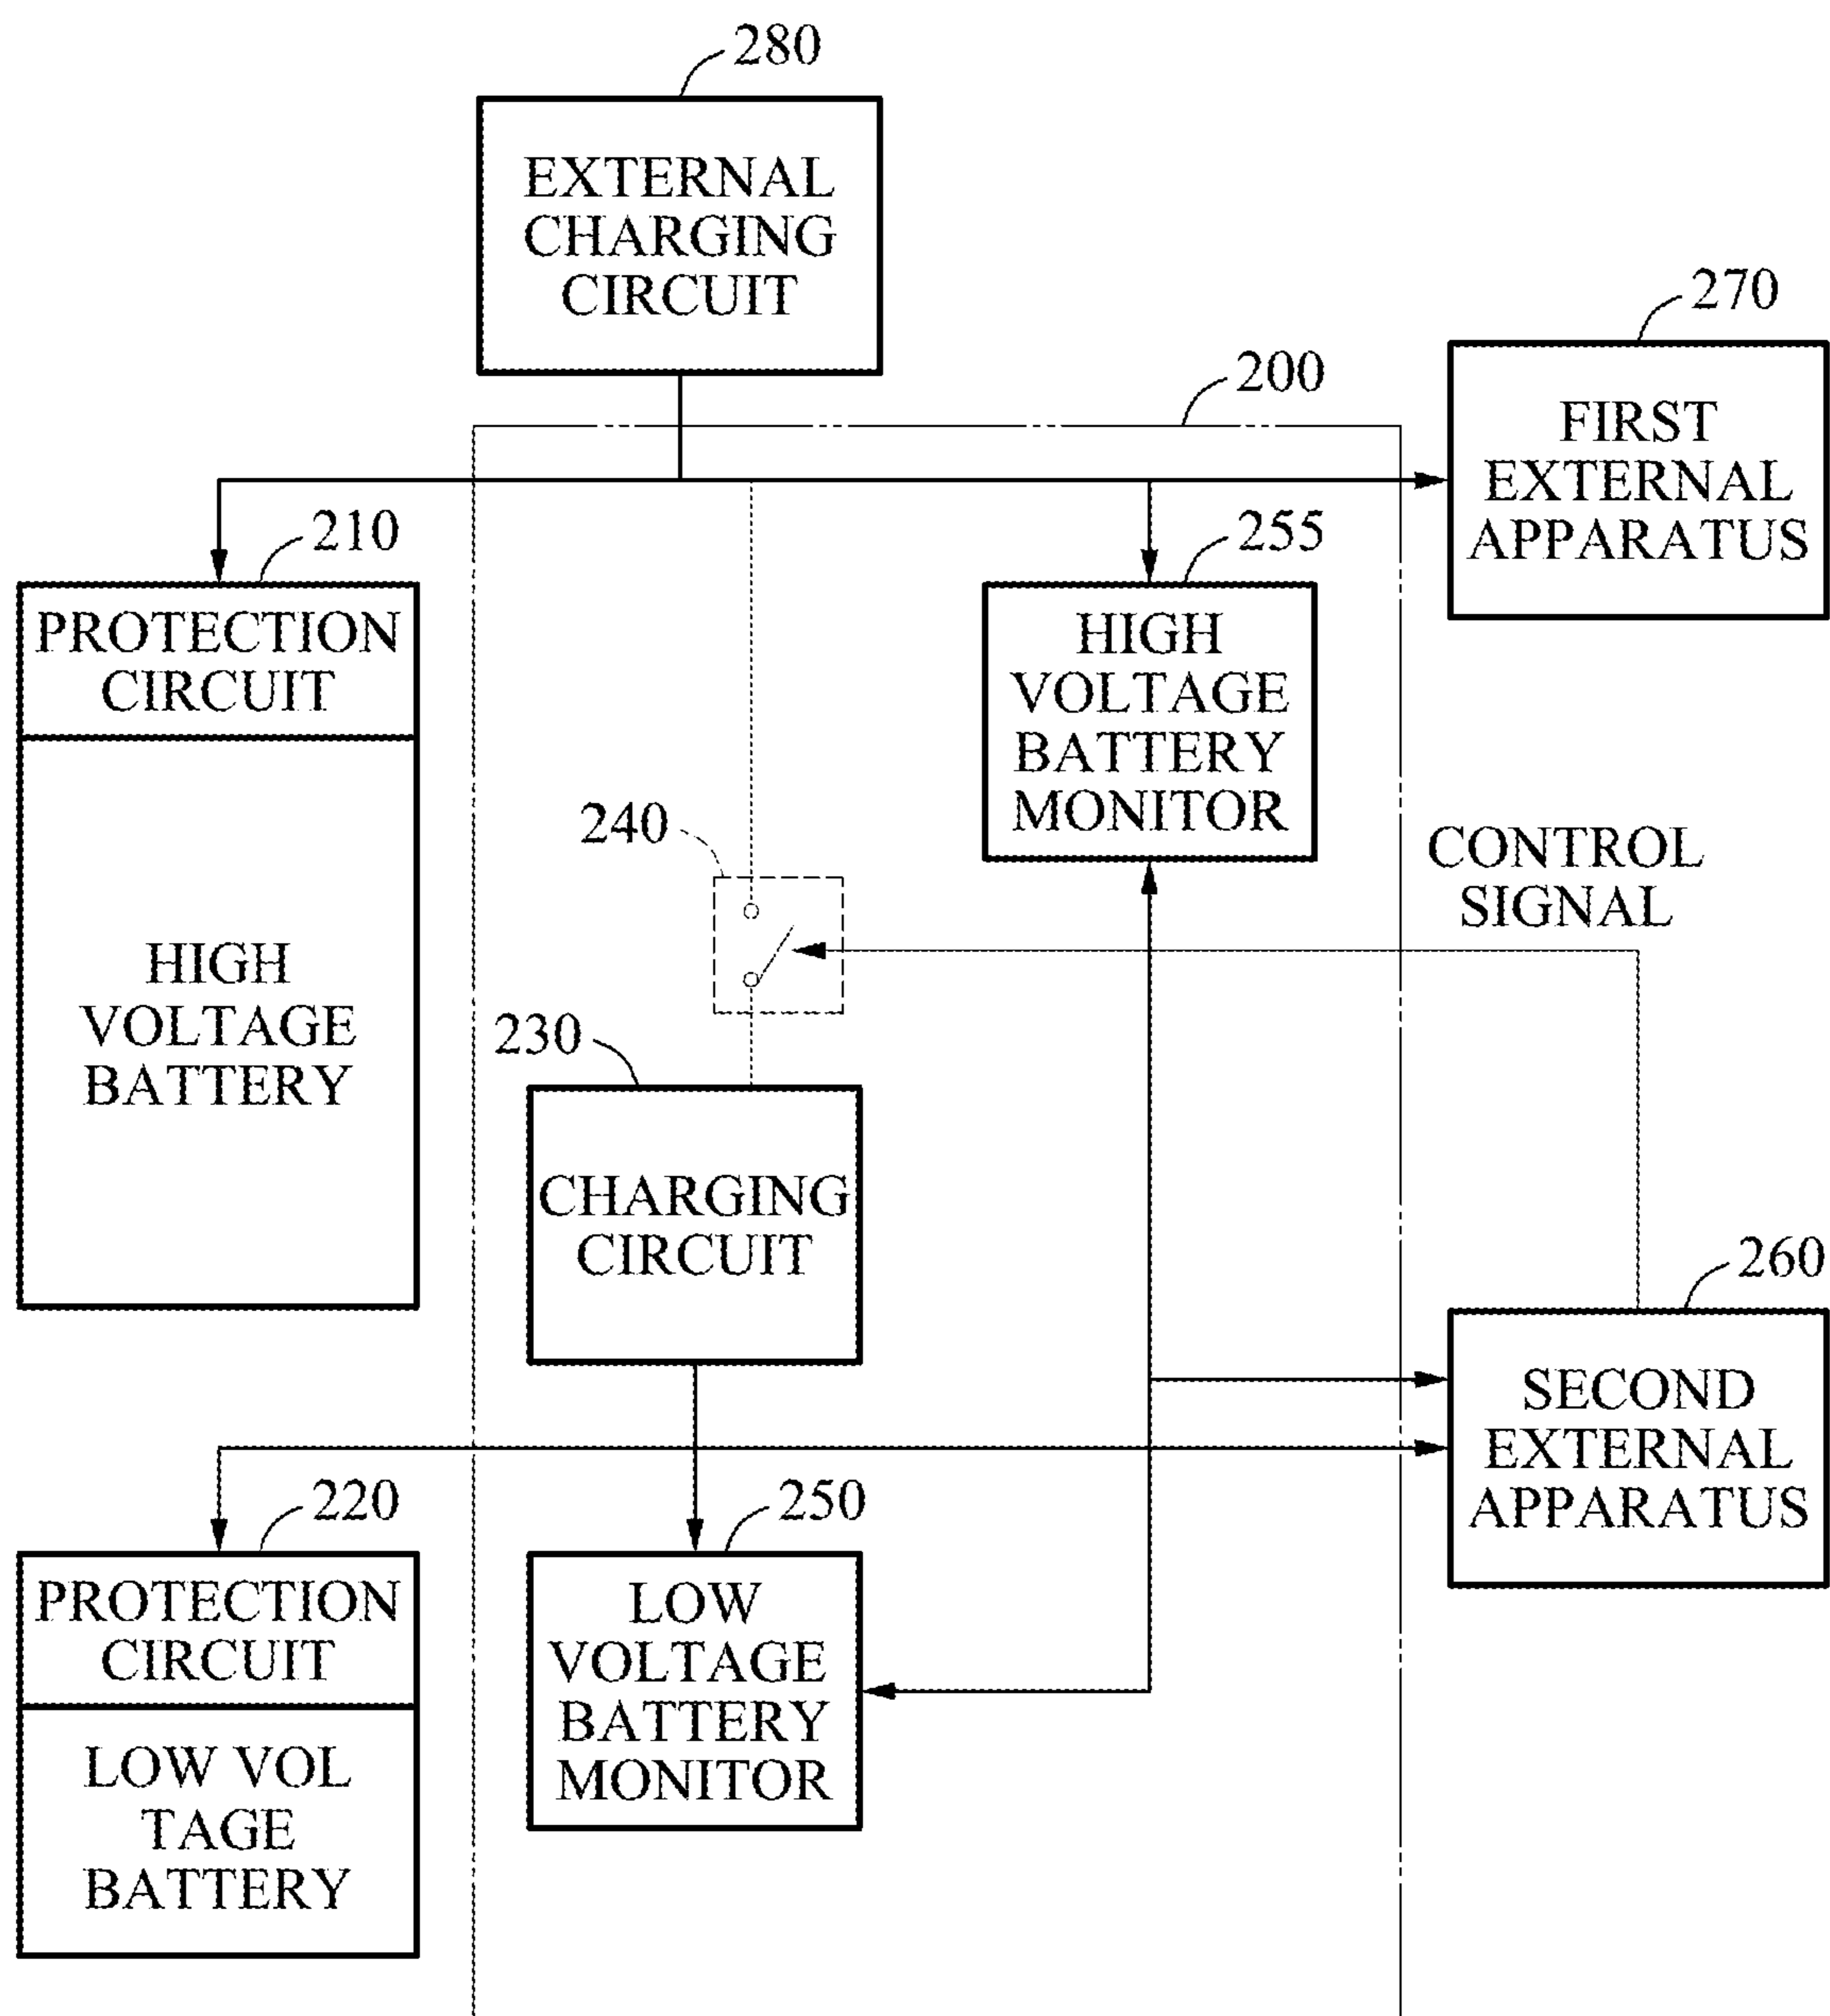 280
EXTERNAL
CHARGING
CIRCUIT
270
200
FIRST
EXTERNAL
APPARATUS
210
255
PROTECTION
CIRCUIT
HIGH
VOLTAGE
BATTERY
MONITOR
240
CONTROL
SIGNAL
HIGH
VOLTAGE
BATTERY
230
CHARGING
CIRCUIT
260
SECOND
EXTERNAL
APPARATUS
220
250
PROTECTION
CIRCUIT
LOW
VOLTAGE
BATTERY
MONITOR
LOW VOL
TAGE
BATTERY